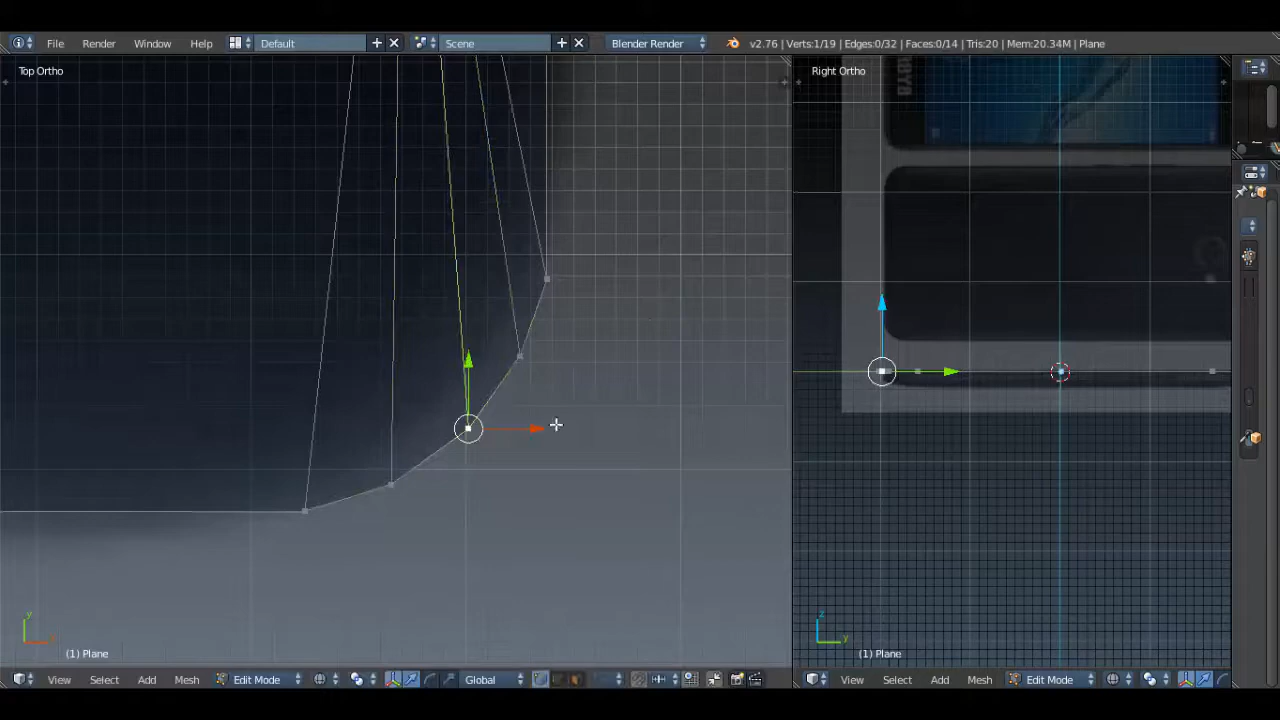 File Render Window Help Default Scene Blender Render v2.76 | Verts:1/19 | Edges:0/32 | Faces:0/14 | Tris:20 | Mem:20.34M | Plane
Top Ortho
Right Ortho
y
z
y
(1) Plane
(1) Plane
View Select Add Mesh Edit Mode Global
View Select Add Mesh Edit Mode